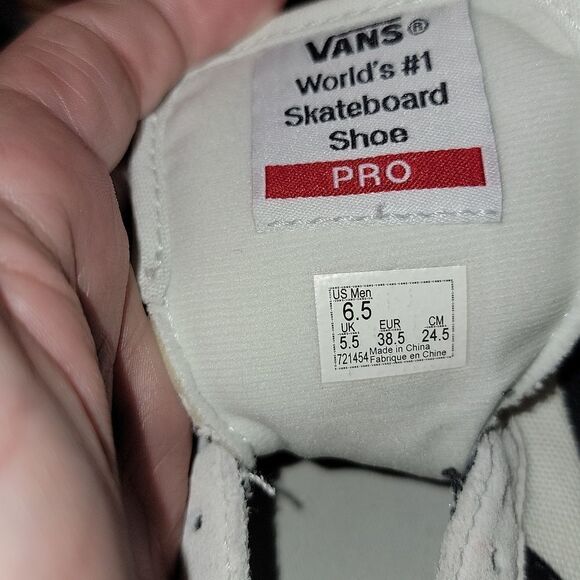 VANS®
World's #1
Skateboard
Shoe
PRO
US Men
6.5
UK EUR CM
5.5 38.5 24.5
721454 Made in China
Fabrique en Chine